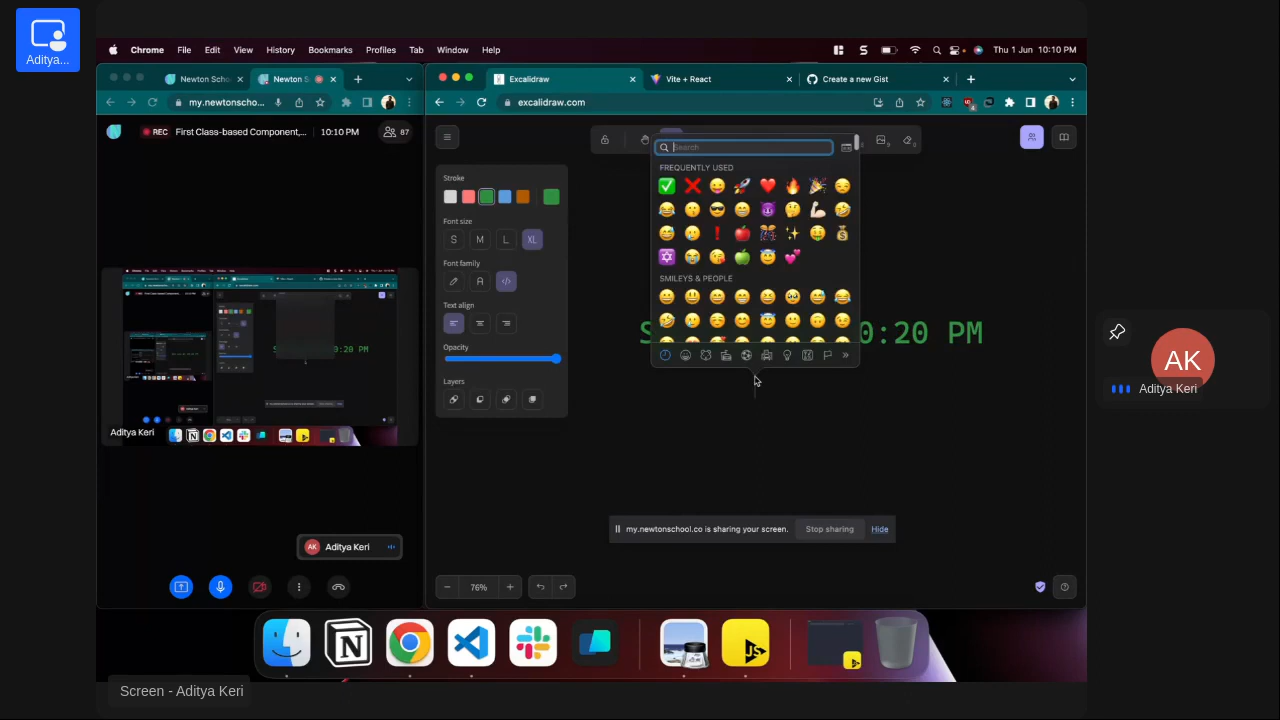 Aditya...
Chrome File Edit View History Bookmarks Profiles Tab Window Help
Thu 1 Jun 10:10 PM
Newton Scho
Newton S
Excalidraw
Vite + React
Create a new Gist
my.newtonscho...
excalidraw.com
REC First Class-based Component,... 10:10 PM 87
Stroke
Font size
S M L XL
Font family
A </>
Text align
Opacity
Layers
Search
FREQUENTLY USED
SMILEYS & PEOPLE
S
0:20 PM
Aditya Keri
AK Aditya Keri
my.newtonschool.co is sharing your screen. Stop sharing Hide
76%
AK
Aditya Keri
JS
Screen - Aditya Keri